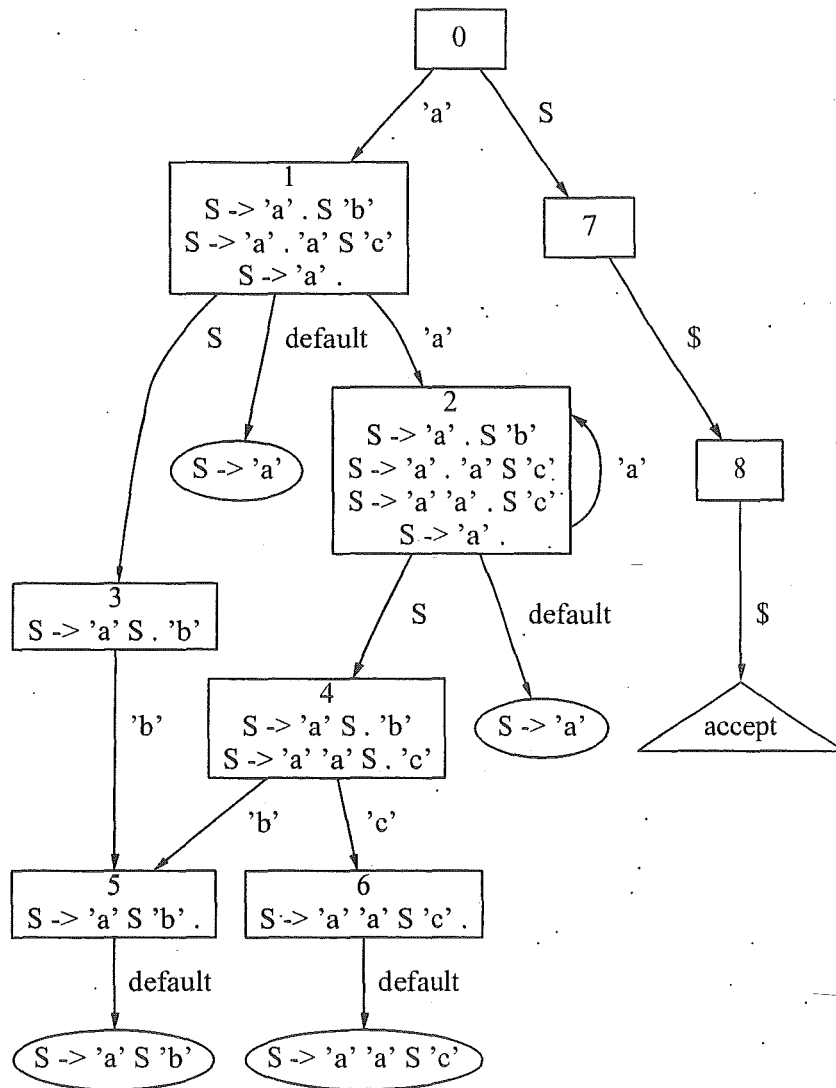 0
'a'
S
1
S -> 'a' . S 'b'
S -> 'a' . 'a' S 'c'
S -> 'a' .
7
S
default
'a'
$
2
S -> 'a' . S 'b'
S -> 'a' . 'a' S 'c'
S -> 'a' 'a' . S 'c'
S -> 'a' .
'a'
S -> 'a'
8
3
S -> 'a' S . 'b'
S
default
$
4
S -> 'a' S . 'b'
S -> 'a' 'a' S . 'c'
S -> 'a'
accept
'b'
'b'
'c'
5
S -> 'a' S 'b' .
6
S -> 'a' 'a' S 'c' .
default
default
S -> 'a' S 'b'
S -> 'a' 'a' S 'c'